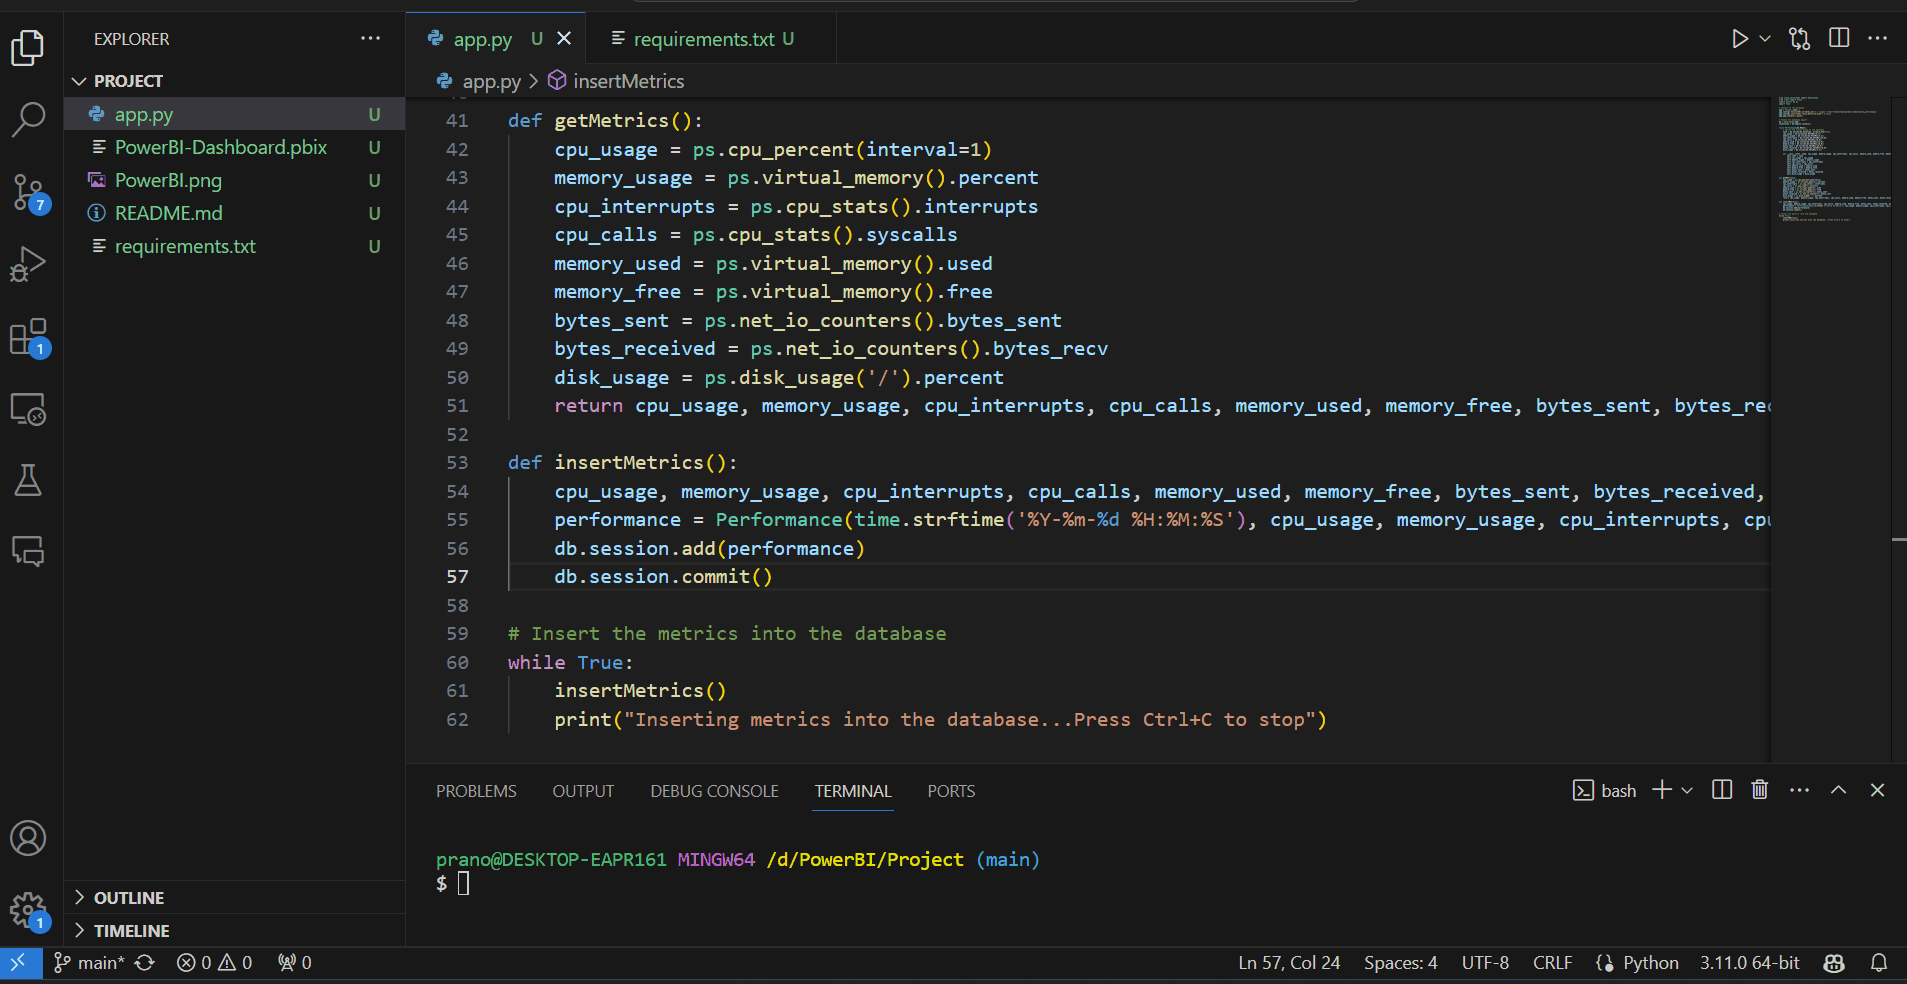 EXPLORER
PROJECT
app.py U
PowerBI-Dashboard.pbix U
PowerBI.png U
README.md U
requirements.txt U
OUTLINE
TIMELINE
7
1
1
app.py U
requirements.txt U
app.py > insertMetrics
41 def getMetrics():
42 cpu_usage = ps.cpu_percent(interval=1)
43 memory_usage = ps.virtual_memory().percent
44 cpu_interrupts = ps.cpu_stats().interrupts
45 cpu_calls = ps.cpu_stats().syscalls
46 memory_used = ps.virtual_memory().used
47 memory_free = ps.virtual_memory().free
48 bytes_sent = ps.net_io_counters().bytes_sent
49 bytes_received = ps.net_io_counters().bytes_recv
50 disk_usage = ps.disk_usage('/').percent
51 return cpu_usage, memory_usage, cpu_interrupts, cpu_calls, memory_used, memory_free, bytes_sent, bytes_rec
52
53 def insertMetrics():
54 cpu_usage, memory_usage, cpu_interrupts, cpu_calls, memory_used, memory_free, bytes_sent, bytes_received,
55 performance = Performance(time.strftime('%Y-%m-%d %H:%M:%S'), cpu_usage, memory_usage, cpu_interrupts, cpu
56 db.session.add(performance)
57 db.session.commit()
58
59 # Insert the metrics into the database
60 while True:
61 insertMetrics()
62 print("Inserting metrics into the database...Press Ctrl+C to stop")
PROBLEMS OUTPUT DEBUG CONSOLE TERMINAL PORTS
bash
prano@DESKTOP-EAPR161 MINGW64 /d/PowerBI/Project (main)
$
main* 0 0 0 Ln 57, Col 24 Spaces: 4 UTF-8 CRLF Python 3.11.0 64-bit